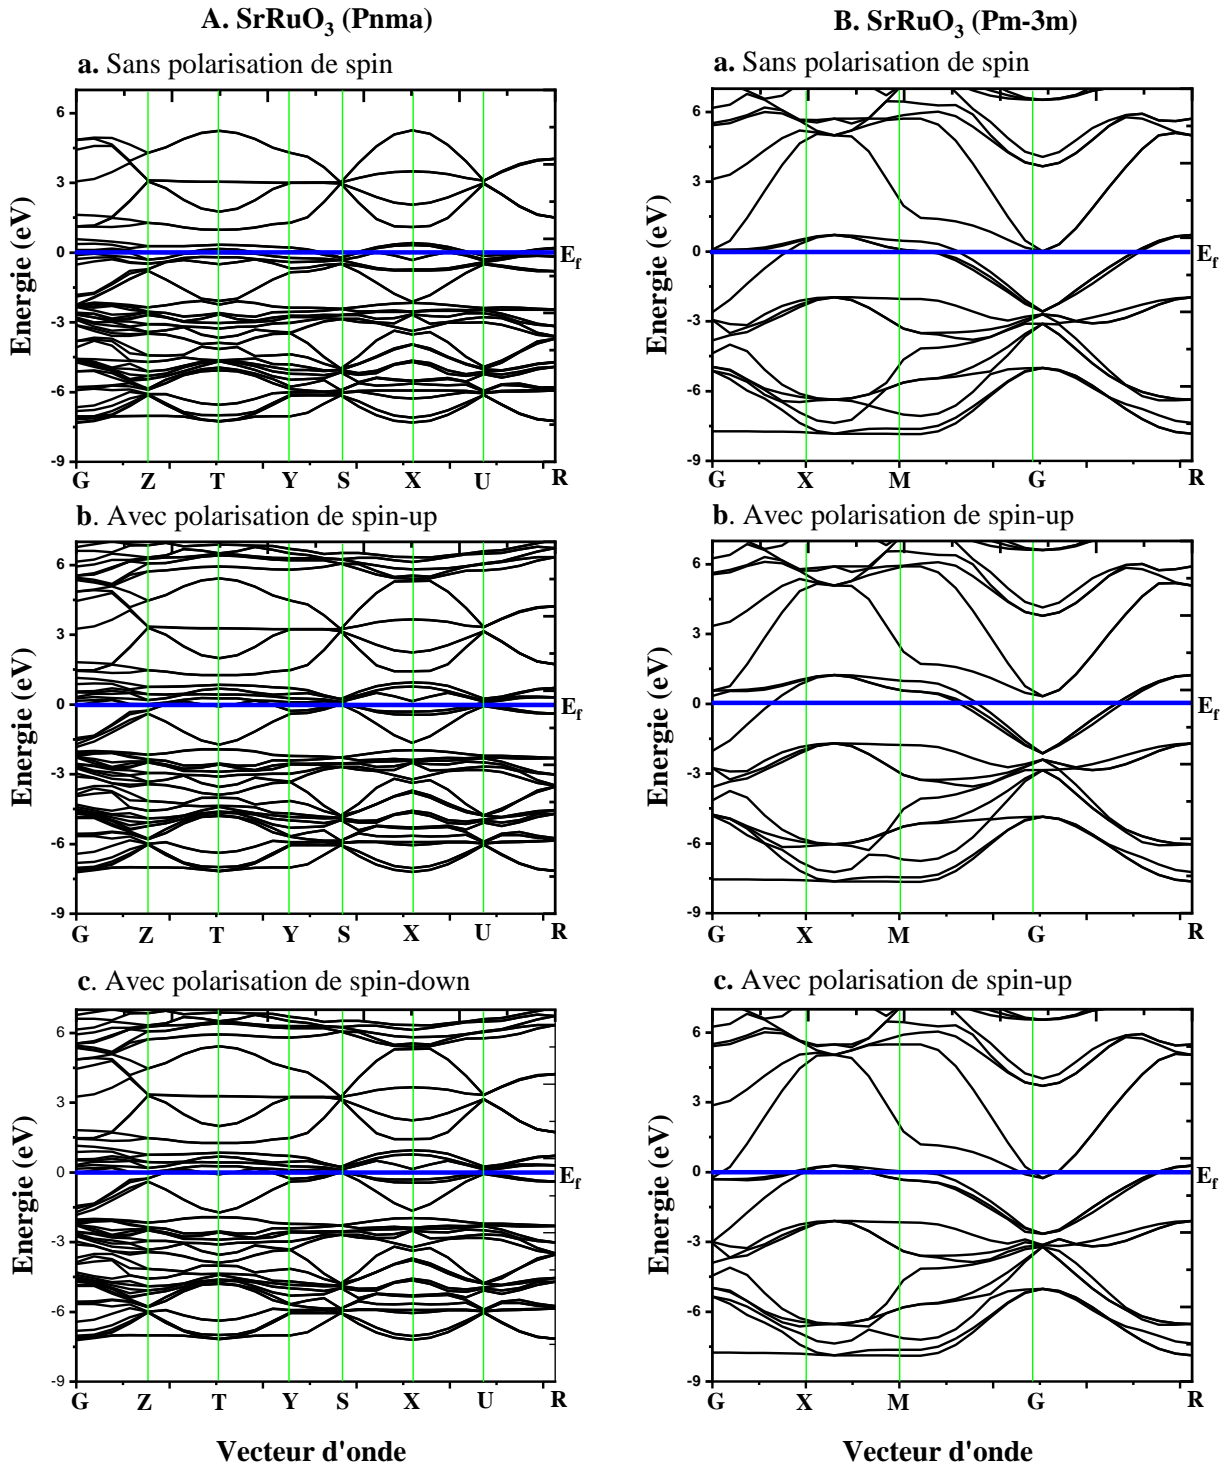 A. SrRuO3 (Pnma)
a. Sans polarisation de spin
Energie (eV)
6
3
0
-3
-6
-9
Ef
G Z T Y S X U R
b. Avec polarisation de spin-up
Energie (eV)
6
3
0
-3
-6
-9
Ef
G Z T Y S X U R
c. Avec polarisation de spin-down
Energie (eV)
6
3
0
-3
-6
-9
Ef
G Z T Y S X U R
Vecteur d'onde
B. SrRuO3 (Pm-3m)
a. Sans polarisation de spin
Energie (eV)
6
3
0
-3
-6
-9
Ef
G X M G R
b. Avec polarisation de spin-up
Energie (eV)
6
3
0
-3
-6
-9
Ef
G X M G R
c. Avec polarisation de spin-up
Energie (eV)
6
3
0
-3
-6
-9
Ef
G X M G R
Vecteur d'onde